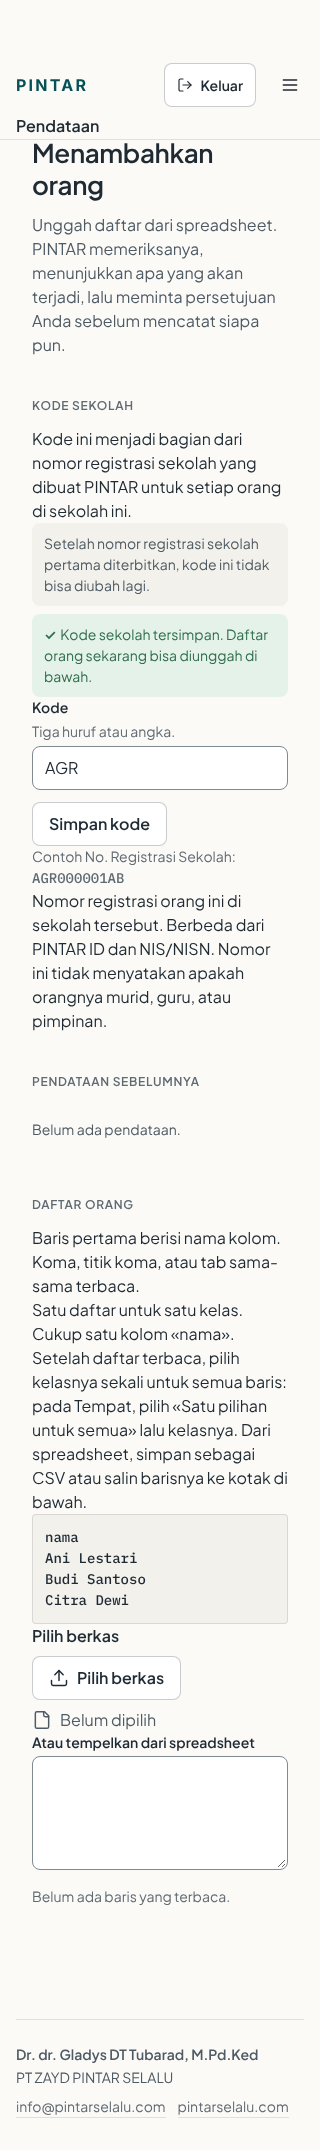 PINTAR
Keluar
Pendataan
Menambahkan
orang
Unggah daftar dari spreadsheet.
PINTAR memeriksanya,
menunjukkan apa yang akan
terjadi, lalu meminta persetujuan
Anda sebelum mencatat siapa
pun.
KODE SEKOLAH
Kode ini menjadi bagian dari
nomor registrasi sekolah yang
dibuat PINTAR untuk setiap orang
di sekolah ini.
Setelah nomor registrasi sekolah
pertama diterbitkan, kode ini tidak
bisa diubah lagi.
✓ Kode sekolah tersimpan. Daftar
orang sekarang bisa diunggah di
bawah.
Kode
Tiga huruf atau angka.
AGR
Simpan kode
Contoh No. Registrasi Sekolah:
AGR000001AB
Nomor registrasi orang ini di
sekolah tersebut. Berbeda dari
PINTAR ID dan NIS/NISN. Nomor
ini tidak menyatakan apakah
orangnya murid, guru, atau
pimpinan.
PENDATAAN SEBELUMNYA
Belum ada pendataan.
DAFTAR ORANG
Baris pertama berisi nama kolom.
Koma, titik koma, atau tab sama-
sama terbaca.
Satu daftar untuk satu kelas.
Cukup satu kolom «nama».
Setelah daftar terbaca, pilih
kelasnya sekali untuk semua baris:
pada Tempat, pilih «Satu pilihan
untuk semua» lalu kelasnya. Dari
spreadsheet, simpan sebagai
CSV atau salin barisnya ke kotak di
bawah.
nama
Ani Lestari
Budi Santoso
Citra Dewi
Pilih berkas
Pilih berkas
Belum dipilih
Atau tempelkan dari spreadsheet
Belum ada baris yang terbaca.
Dr. dr. Gladys DT Tubarad, M.Pd.Ked
PT ZAYD PINTAR SELALU
info@pintarselalu.com pintarselalu.com